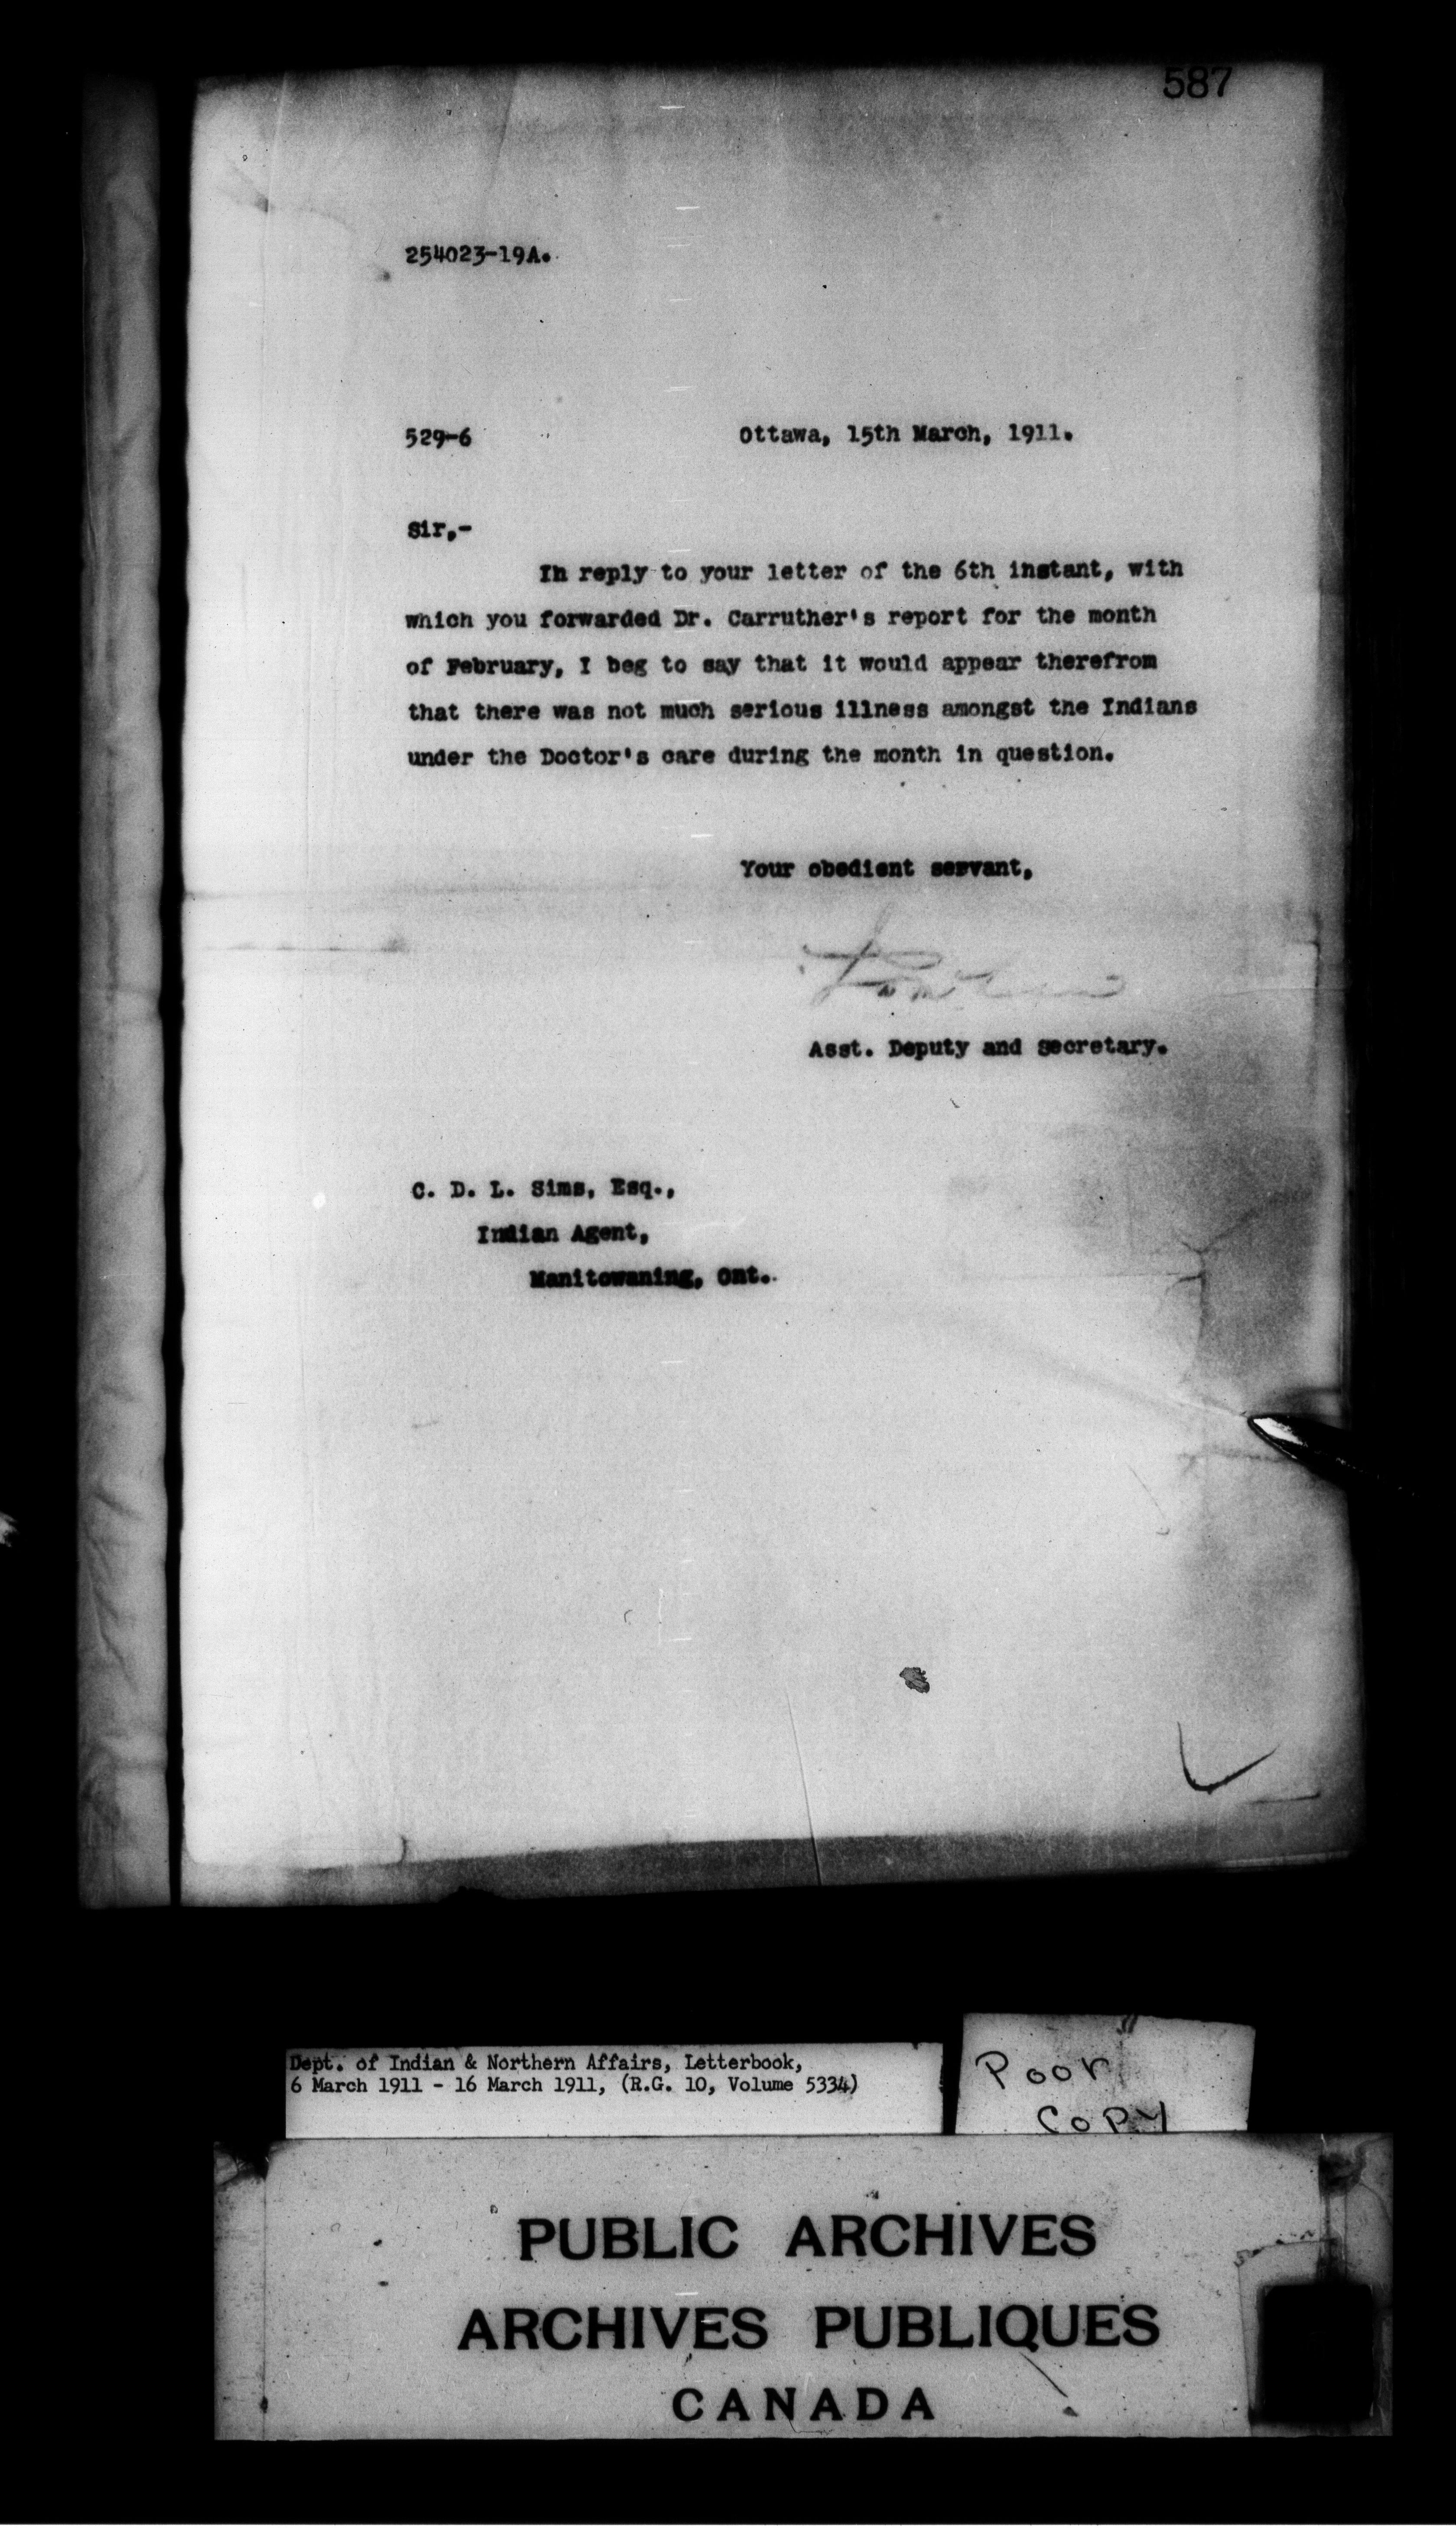 587
254023-19A.
529-6 Ottawa, 15th March, 1911.
Sir,-
In reply to your letter of the 6th instant, with
which you forwarded Dr. Carruther's report for the month
of February, I beg to say that it would appear therefrom
that there was not much serious illness amongst the Indians
under the Doctor's care during the month in question.
Your obedient servant,
Asst. Deputy and Secretary.
C. D. L. Sims, Esq.,
Indian Agent,
Manitowaning, Ont.
Dept. of Indian & Northern Affairs, Letterbook,
6 March 1911 - 16 March 1911, (R.G. 10, Volume 5334)
Poor
Copy
PUBLIC ARCHIVES
ARCHIVES PUBLIQUES
CANADA